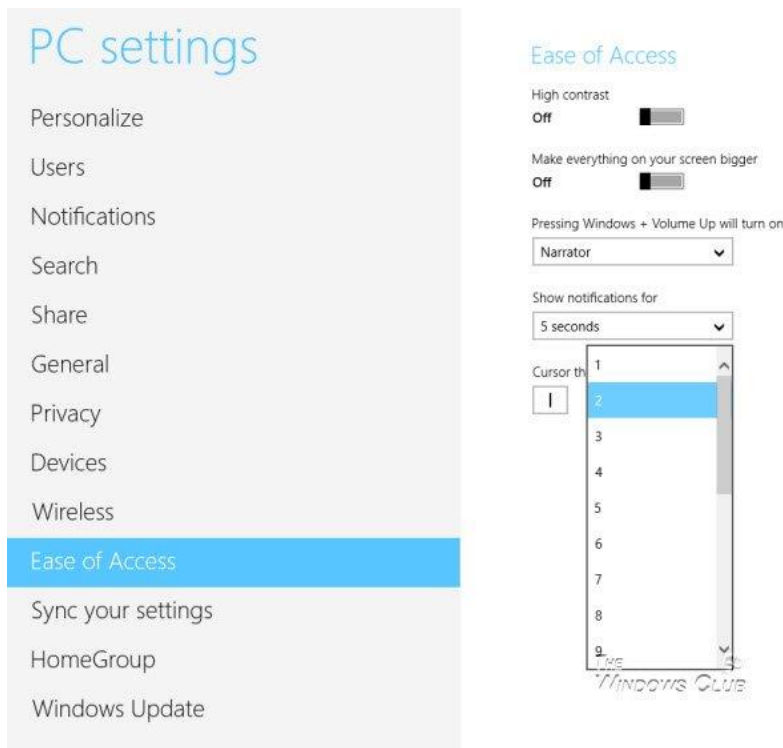 PC settings
Personalize
Users
Notifications
Search
Share
General
Privacy
Devices
Wireless
Ease of Access
Sync your settings
HomeGroup
Windows Update
Ease of Access
High contrast
Off
Make everything on your screen bigger
Off
Pressing Windows + Volume Up will turn on
Narrator
Show notifications for
5 seconds
Cursor th
1
2
3
4
5
6
7
8
9
THE
WINDOWS CLUB